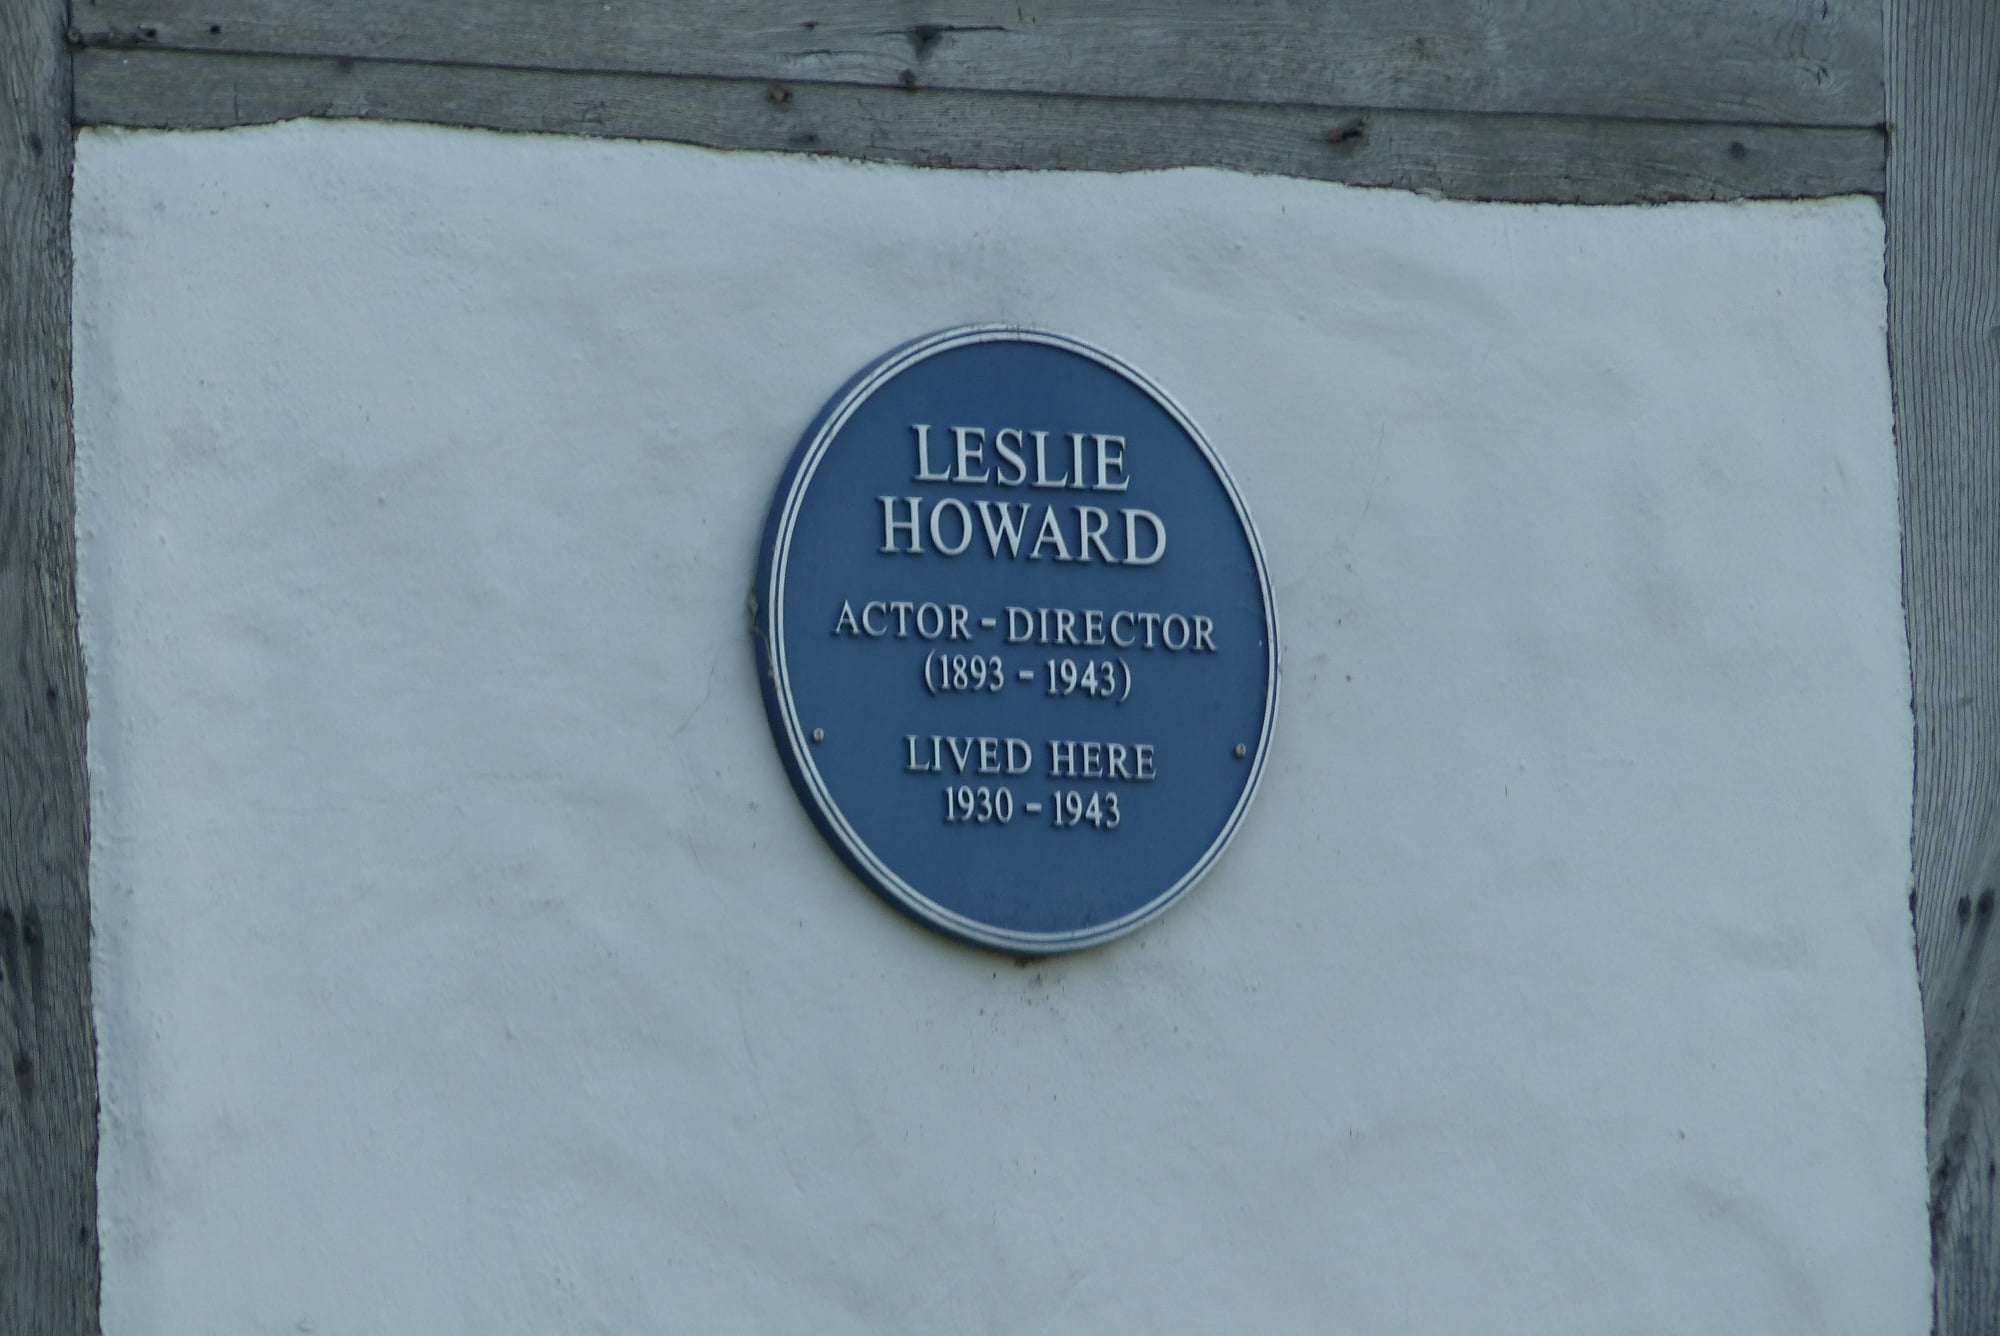 LESLIE
HOWARD
ACTOR-DIRECTOR
(1893 - 1943)
LIVED HERE
1930 - 1943